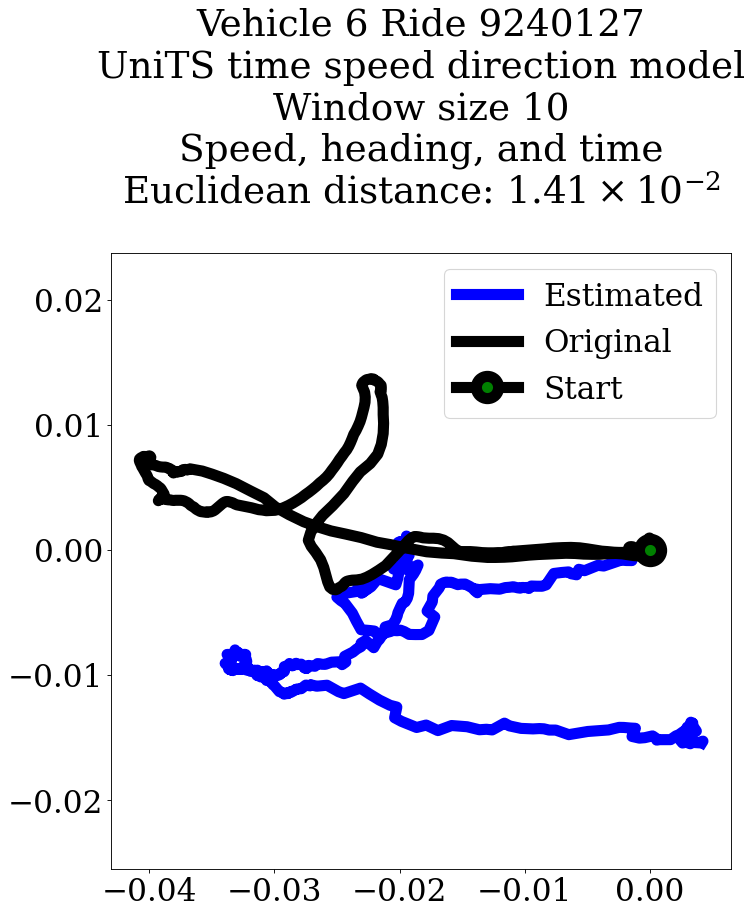 Vehicle 6 Ride 9240127
UniTS time speed direction model
Window size 10
Speed, heading, and time
Euclidean distance: 1.41 × 10⁻²
Estimated
Original
Start
0.02
0.01
0.00
−0.01
−0.02
−0.04 −0.03 −0.02 −0.01 0.00